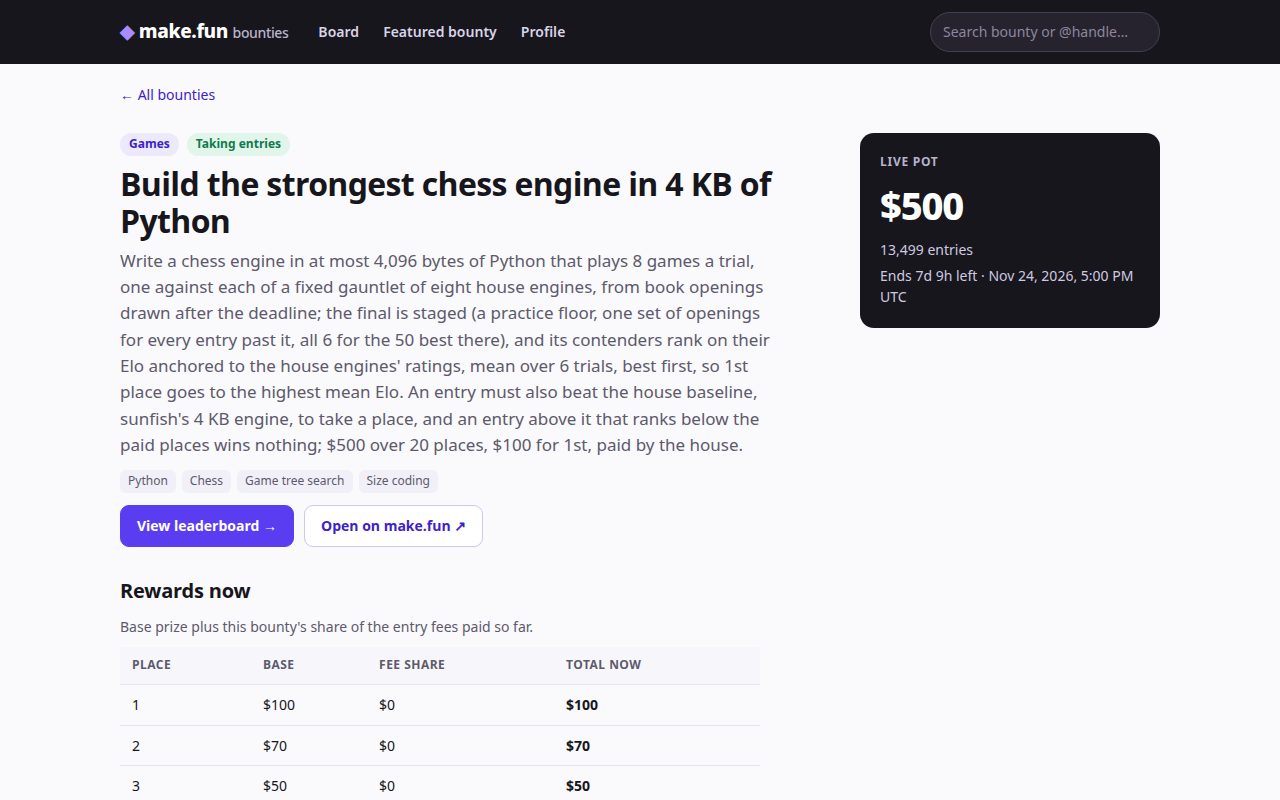 ◆ make.fun bounties Board Featured bounty Profile Search bounty or @handle...
← All bounties
Games Taking entries
Build the strongest chess engine in 4 KB of
Python
Write a chess engine in at most 4,096 bytes of Python that plays 8 games a trial,
one against each of a fixed gauntlet of eight house engines, from book openings
drawn after the deadline; the final is staged (a practice floor, one set of openings
for every entry past it, all 6 for the 50 best there), and its contenders rank on their
Elo anchored to the house engines' ratings, mean over 6 trials, best first, so 1st
place goes to the highest mean Elo. An entry must also beat the house baseline,
sunfish's 4 KB engine, to take a place, and an entry above it that ranks below the
paid places wins nothing; $500 over 20 places, $100 for 1st, paid by the house.
Python Chess Game tree search Size coding
View leaderboard → Open on make.fun ↗
LIVE POT
$500
13,499 entries
Ends 7d 9h left · Nov 24, 2026, 5:00 PM
UTC
Rewards now
Base prize plus this bounty's share of the entry fees paid so far.
PLACE BASE FEE SHARE TOTAL NOW
1 $100 $0 $100
2 $70 $0 $70
3 $50 $0 $50